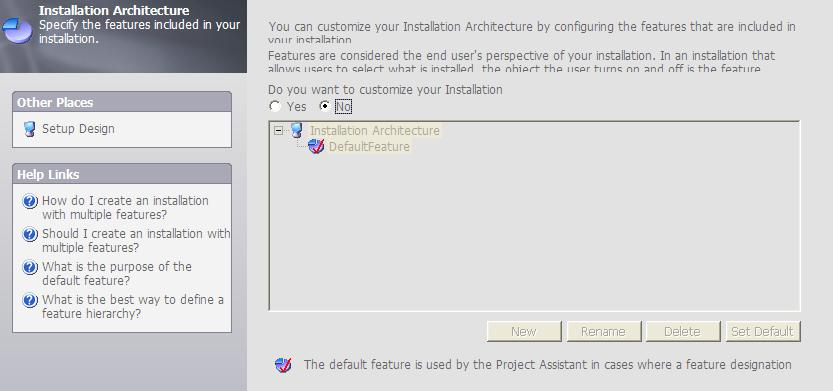 Installation Architecture
Specify the features included in your
installation.
Other Places
Setup Design
Help Links
How do I create an installation
with multiple features?
Should I create an installation with
multiple features?
What is the purpose of the
default feature?
What is the best way to define a
feature hierarchy?
You can customize your Installation Architecture by configuring the features that are included in
your installation
Features are considered the end user's perspective of your installation. In an installation that
allows users to select what is installed, the object the user turns on and off is the feature.
Do you want to customize your Installation
Yes No
Installation Architecture
DefaultFeature
New Rename Delete Set Default
The default feature is used by the Project Assistant in cases where a feature designation